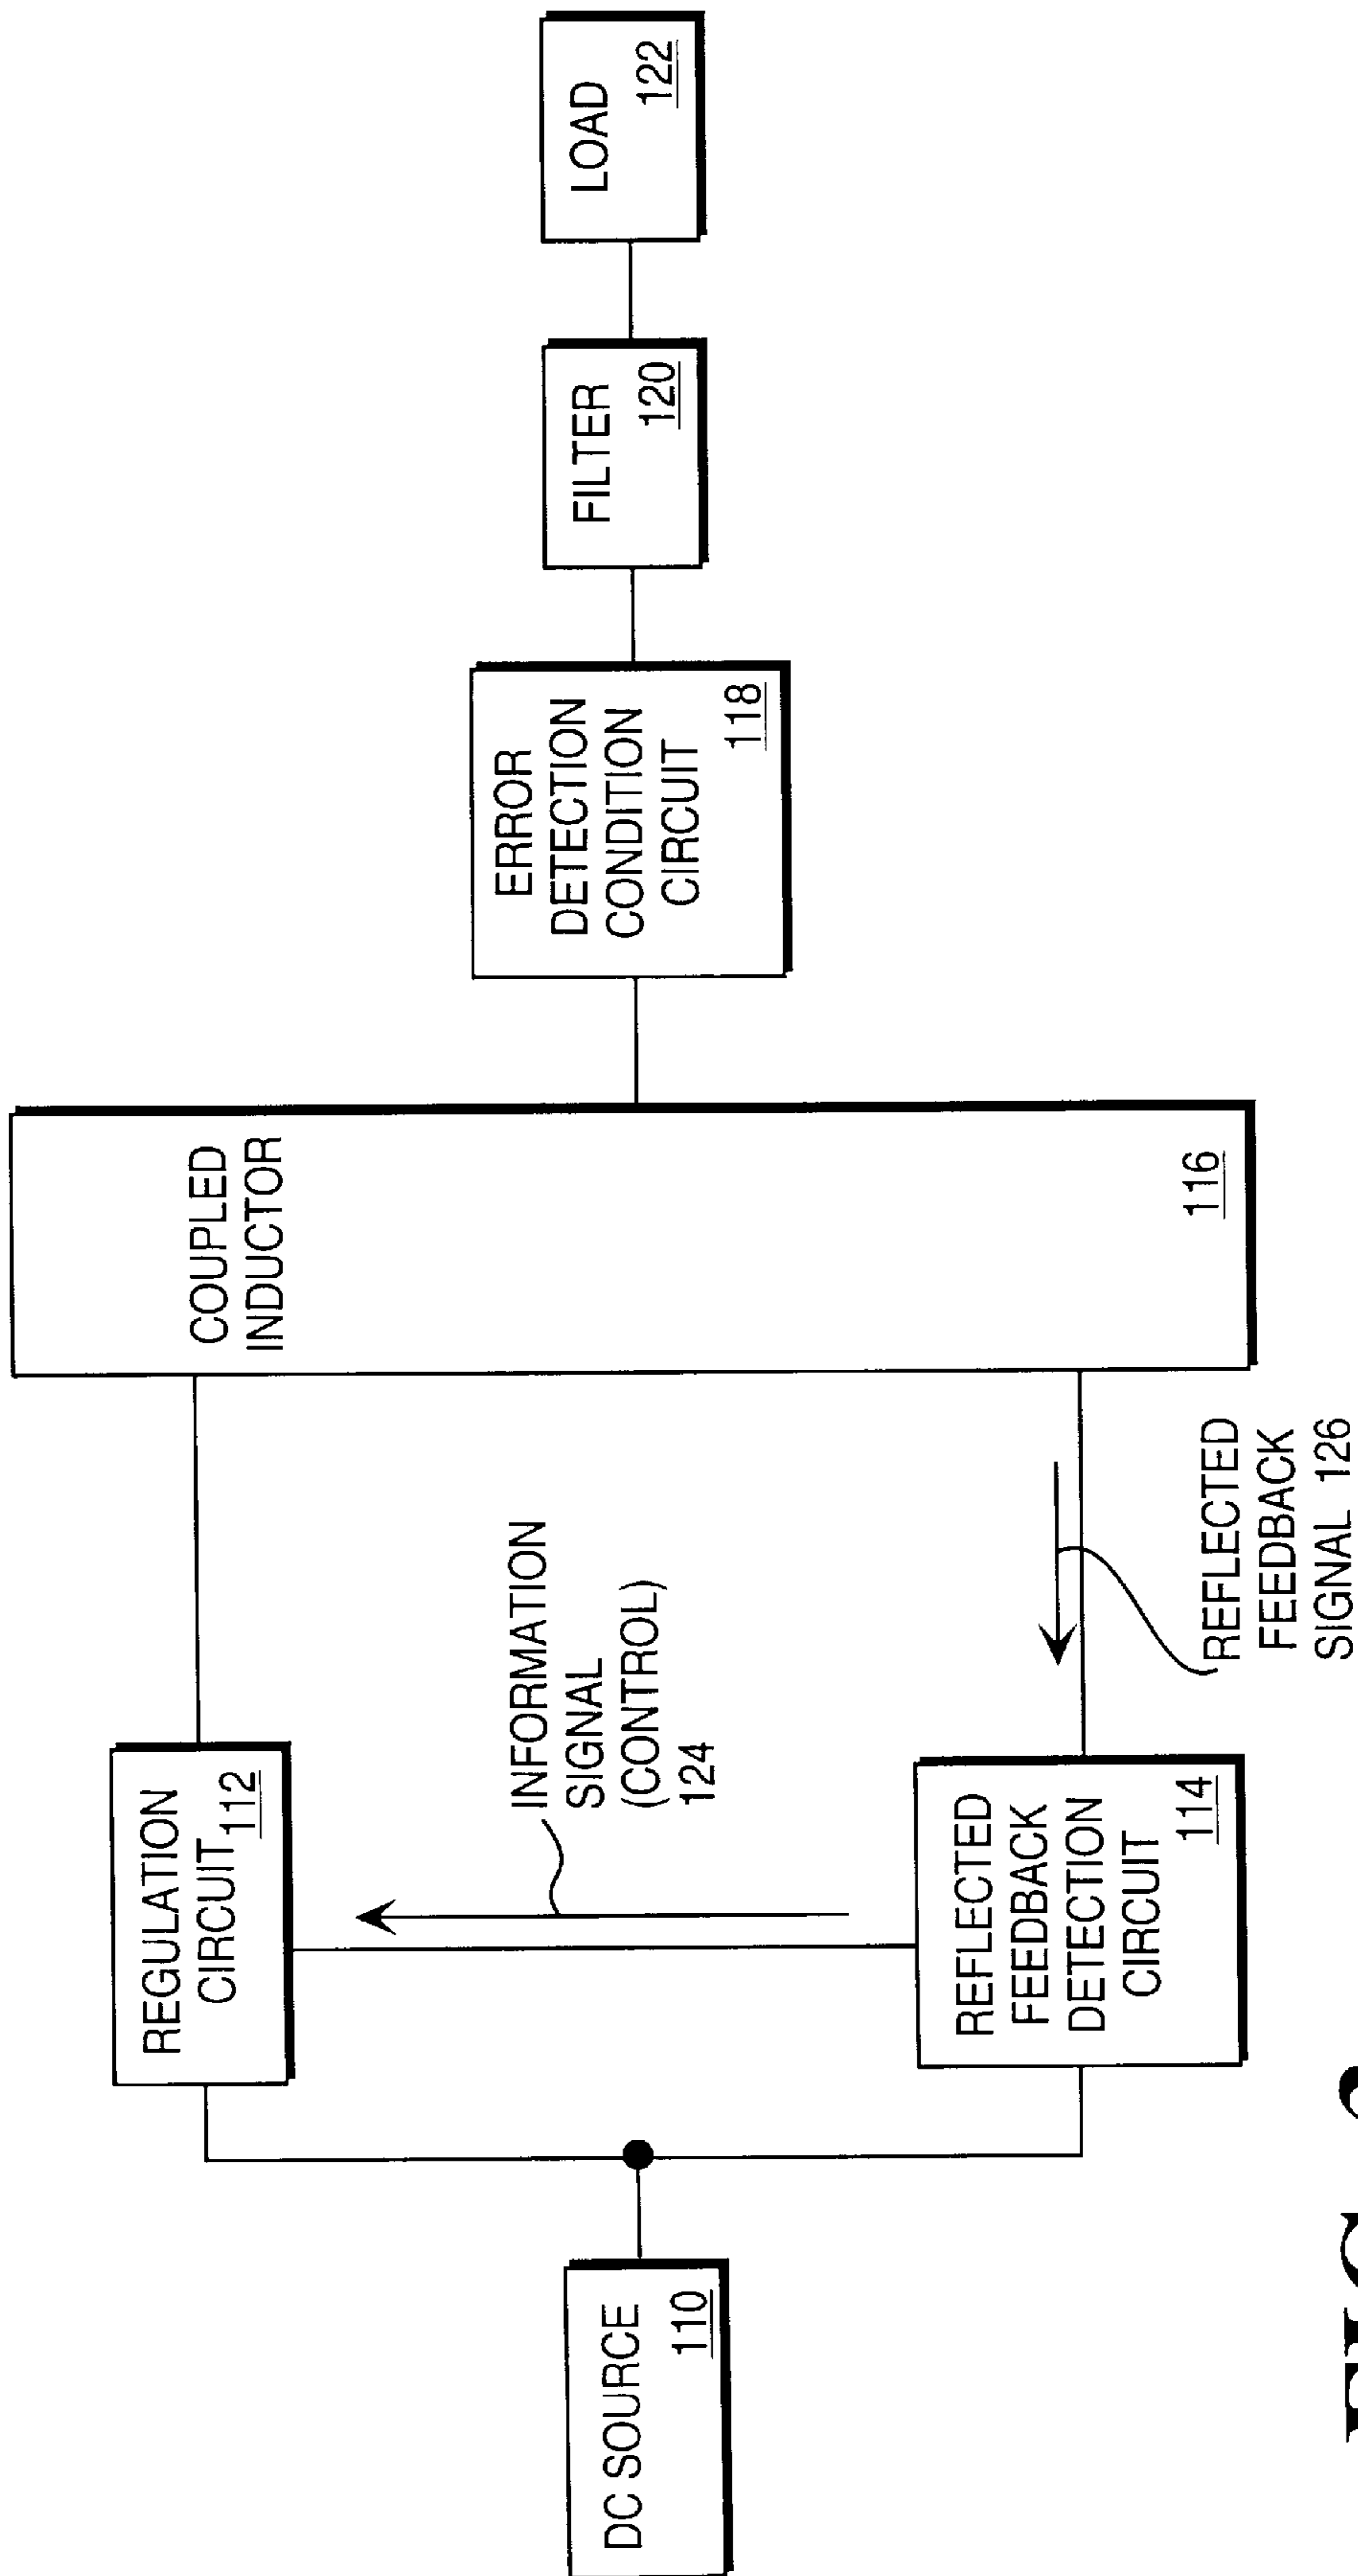 DC SOURCE
110
REGULATION
CIRCUIT 112
INFORMATION
SIGNAL
(CONTROL)
124
REFLECTED
FEEDBACK
DETECTION
CIRCUIT
114
REFLECTED
FEEDBACK
SIGNAL 126
COUPLED
INDUCTOR
116
ERROR
DETECTION
CONDITION
CIRCUIT
118
FILTER
120
LOAD
122